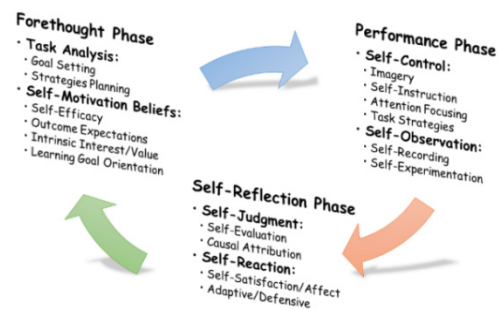 Forethought Phase
• Task Analysis:
• Goal Setting
• Strategies Planning
• Self-Motivation Beliefs:
• Self-Efficacy
• Outcome Expectations
• Intrinsic Interest/Value
• Learning Goal Orientation
Performance Phase
• Self-Control:
• Imagery
• Self-Instruction
• Attention Focusing
• Task Strategies
• Self-Observation:
• Self-Recording
• Self-Experimentation
Self-Reflection Phase
• Self-Judgment:
• Self-Evaluation
• Causal Attribution
• Self-Reaction:
• Self-Satisfaction/Affect
• Adaptive/Defensive